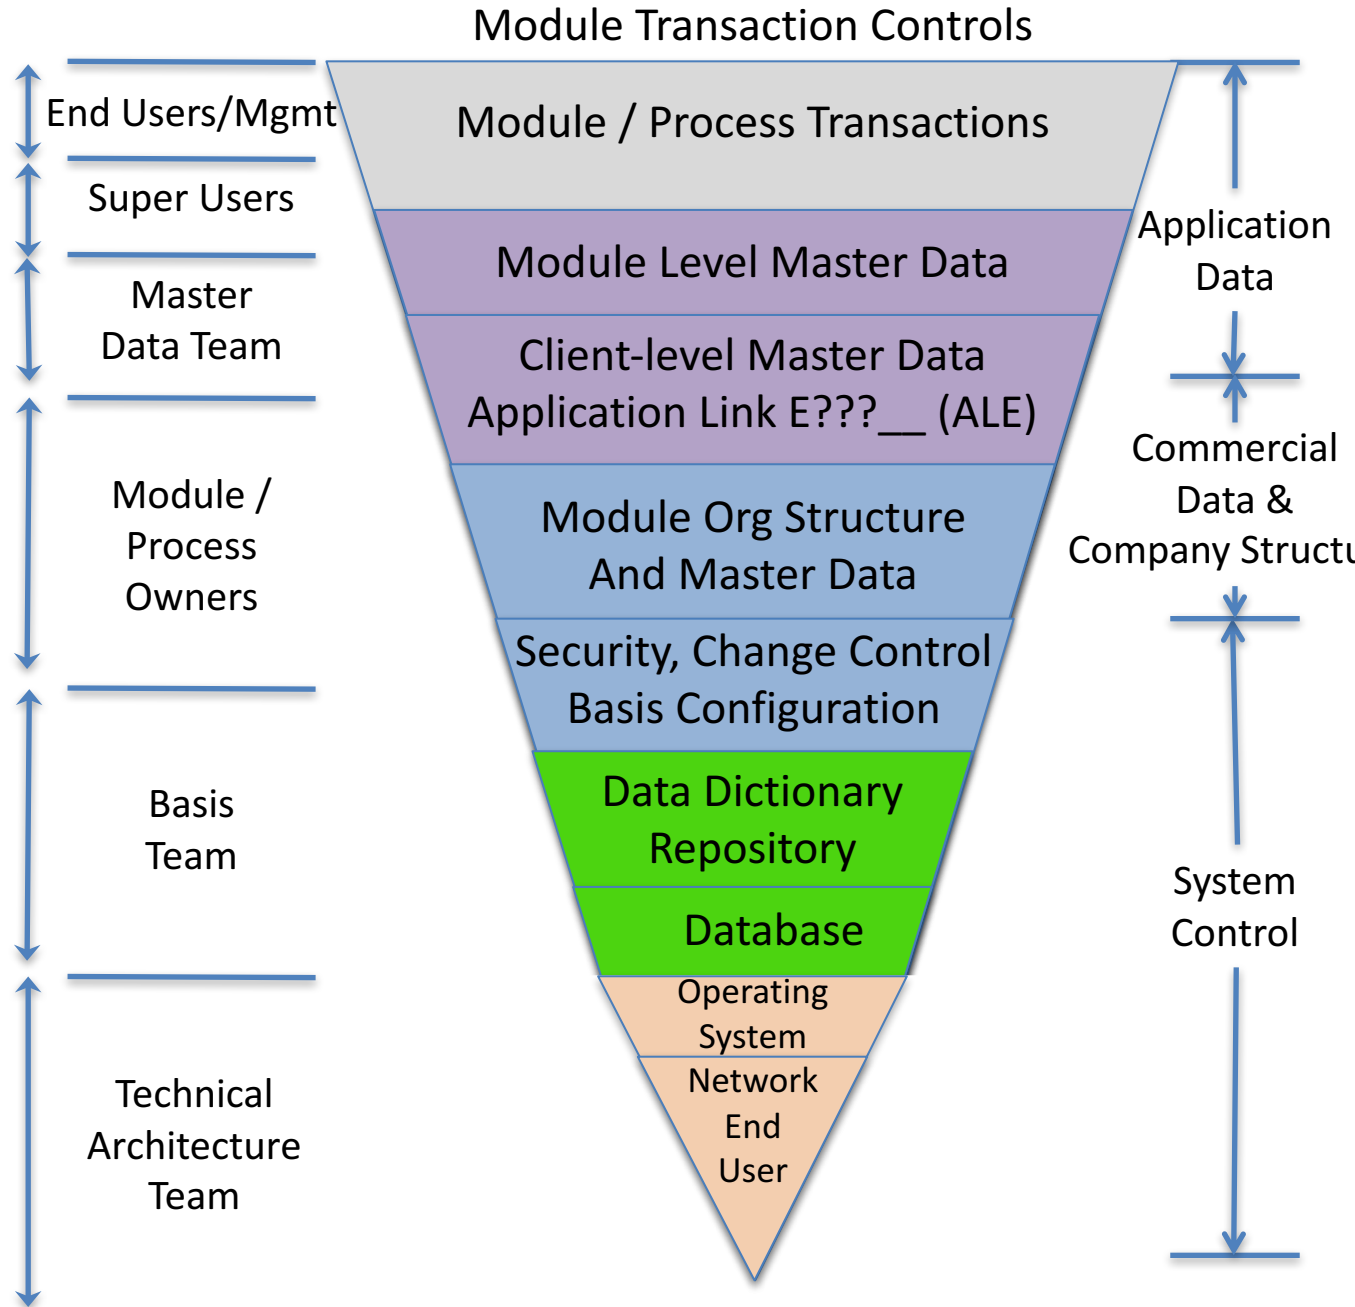 Module Transaction Controls
End Users/Mgmt
Super Users
Master
Data Team
Module /
Process
Owners
Basis
Team
Technical
Architecture
Team
Module / Process Transactions
Module Level Master Data
Client-level Master Data
Application Link E???__ (ALE)
Module Org Structure
And Master Data
Security, Change Control
Basis Configuration
Data Dictionary
Repository
Database
Operating
System
Network
End
User
Application
Data
Commercial
Data &
Company Structu
System
Control